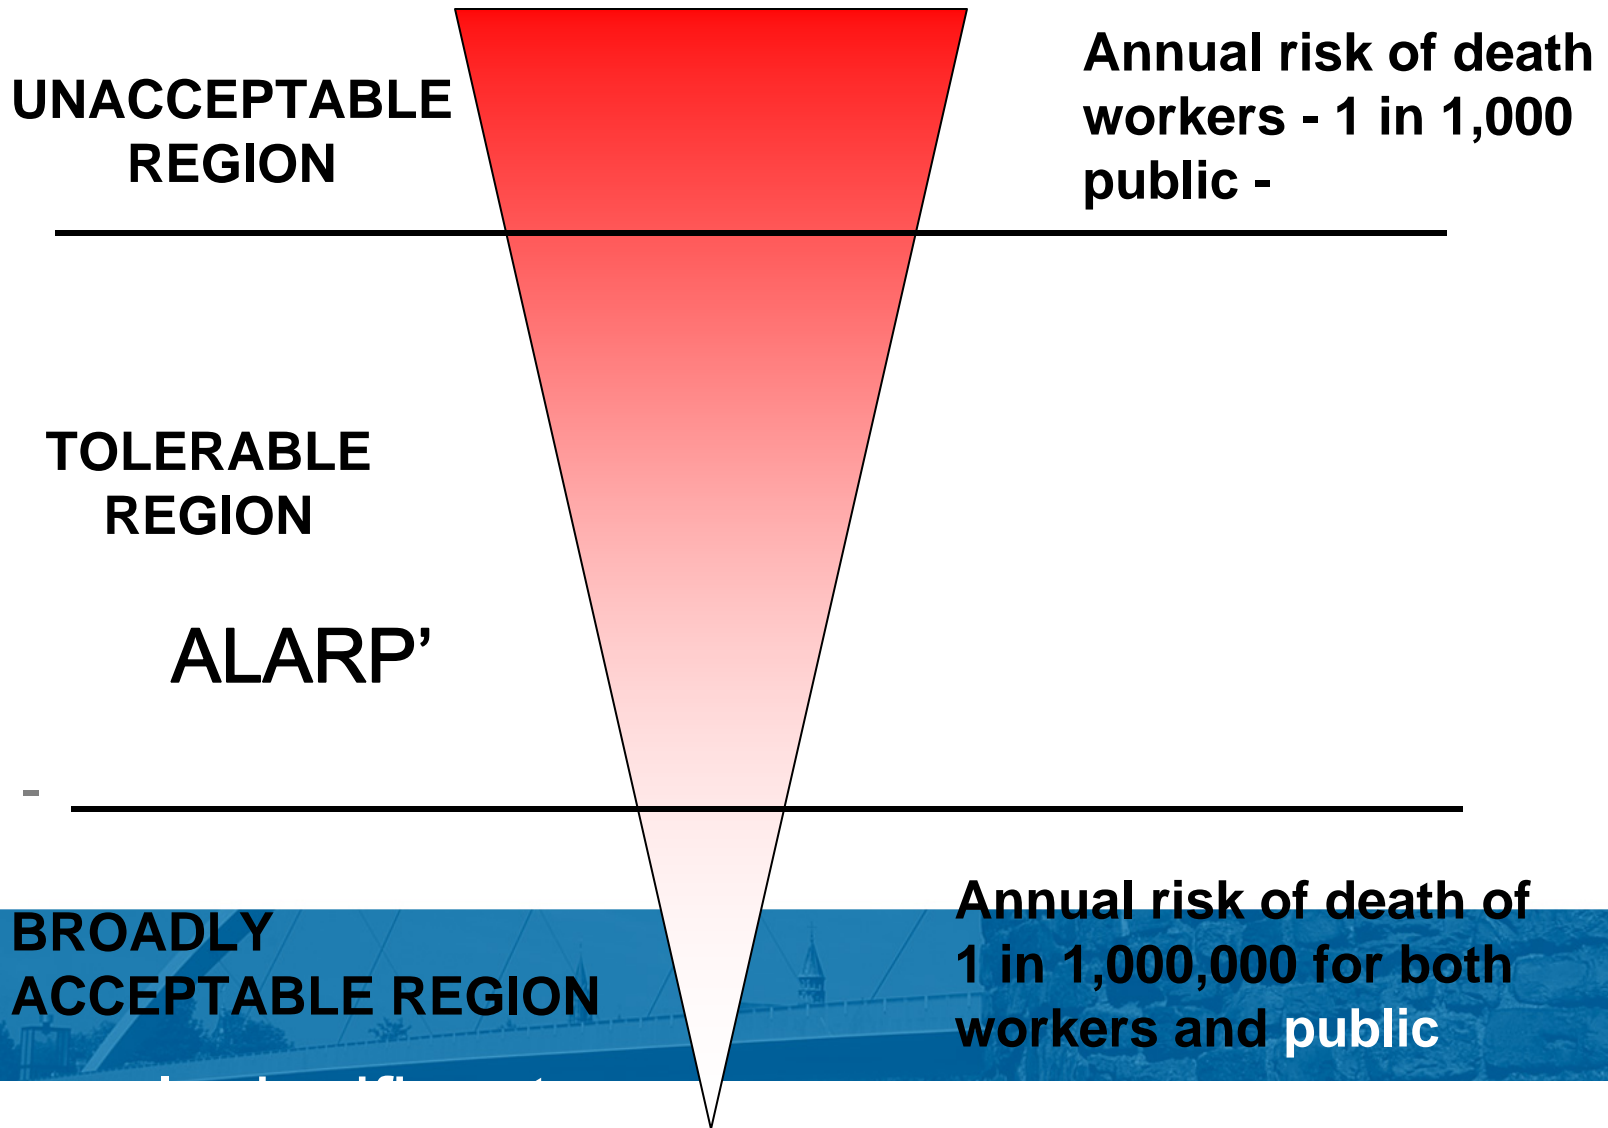 UNACCEPTABLE
REGION
Annual risk of death
workers - 1 in 1,000
public -
TOLERABLE
REGION
ALARP’
-
BROADLY
ACCEPTABLE REGION
Annual risk of death of
1 in 1,000,000 for both
workers and public